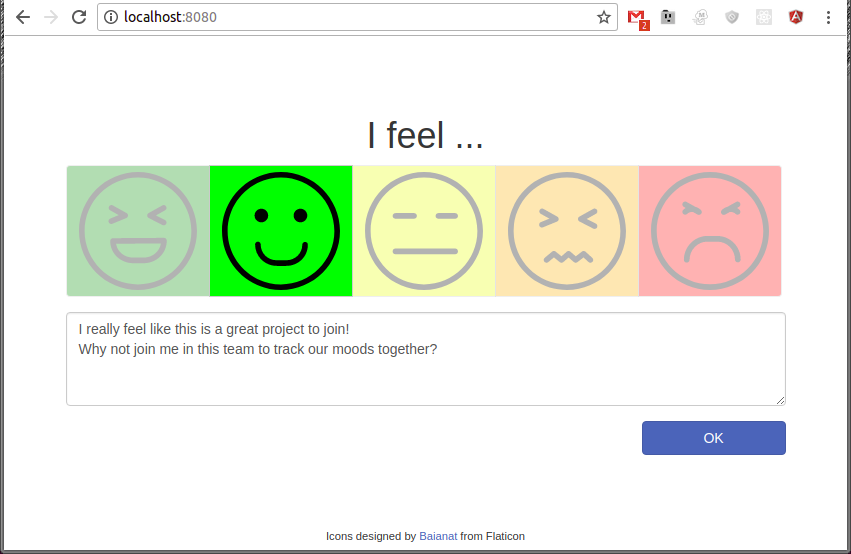 localhost:8080
2
I feel ...
I really feel like this is a great project to join!
Why not join me in this team to track our moods together?
OK
Icons designed by Baianat from Flaticon